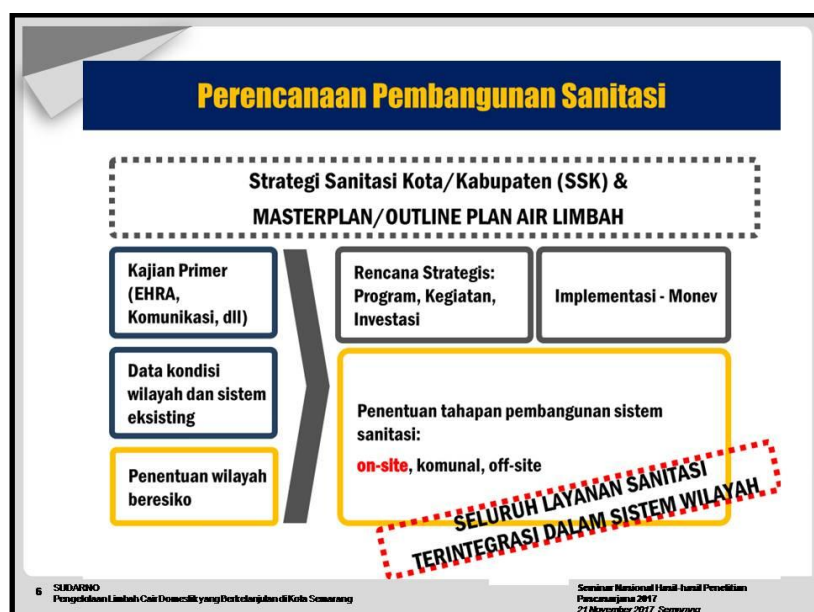 Perencanaan Pembangunan Sanitasi
Strategi Sanitasi Kota/Kabupaten (SSK) &
MASTERPLAN/OUTLINE PLAN AIR LIMBAH
Kajian Primer
(EHRA,
Komunikasi, dll)
Data kondisi
wilayah dan sistem
eksisting
Penentuan wilayah
beresiko
Rencana Strategis:
Program, Kegiatan,
Investasi
Implementasi - Monev
Penentuan tahapan pembangunan sistem
sanitasi:
on-site, komunal, off-site
SELURUH LAYANAN SANITASI
TERINTEGRASI DALAM SISTEM WILAYAH
6 SUDARNO
Pengelolaan Limbah Cair Domestik yang Berkelanjutan di Kota Semarang
Seminar Nasional Hasil-hasil Penelitian
Pascasarjana 2017
21 November 2017, Semarang